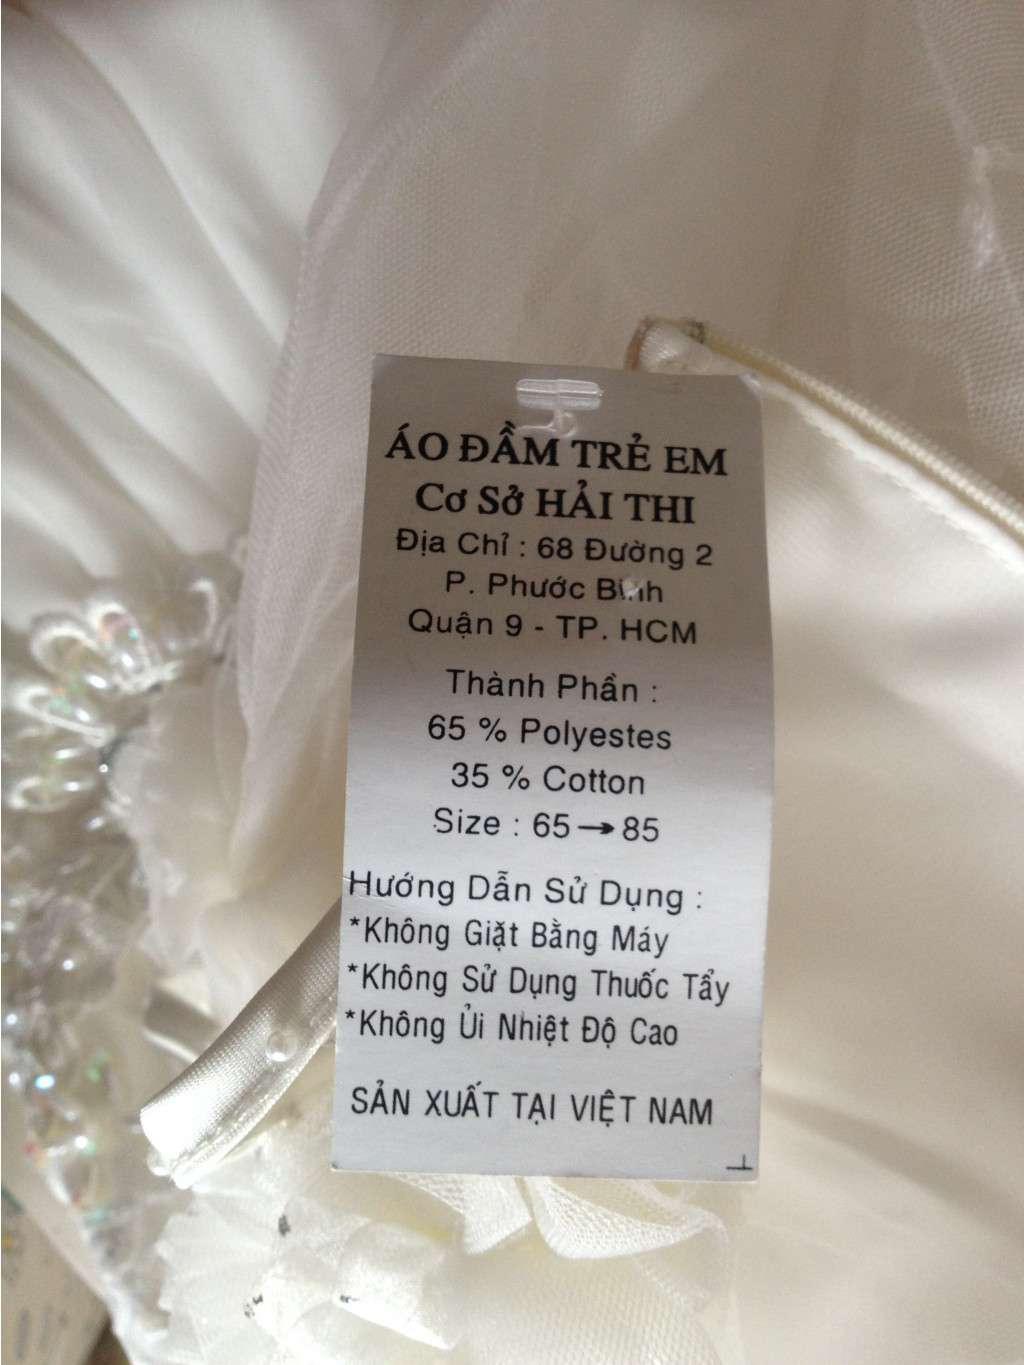 ÁO ĐẦM TRẺ EM
Cơ Sở HẢI THI
Địa Chỉ : 68 Đường 2
P. Phước Bình
Quận 9 - TP. HCM
Thành Phần :
65 % Polyestes
35 % Cotton
Size : 65→85
Hướng Dẫn Sử Dụng :
*Không Giặt Bằng Máy
*Không Sử Dụng Thuốc Tẩy
*Không Ủi Nhiệt Độ Cao
SẢN XUẤT TẠI VIỆT NAM